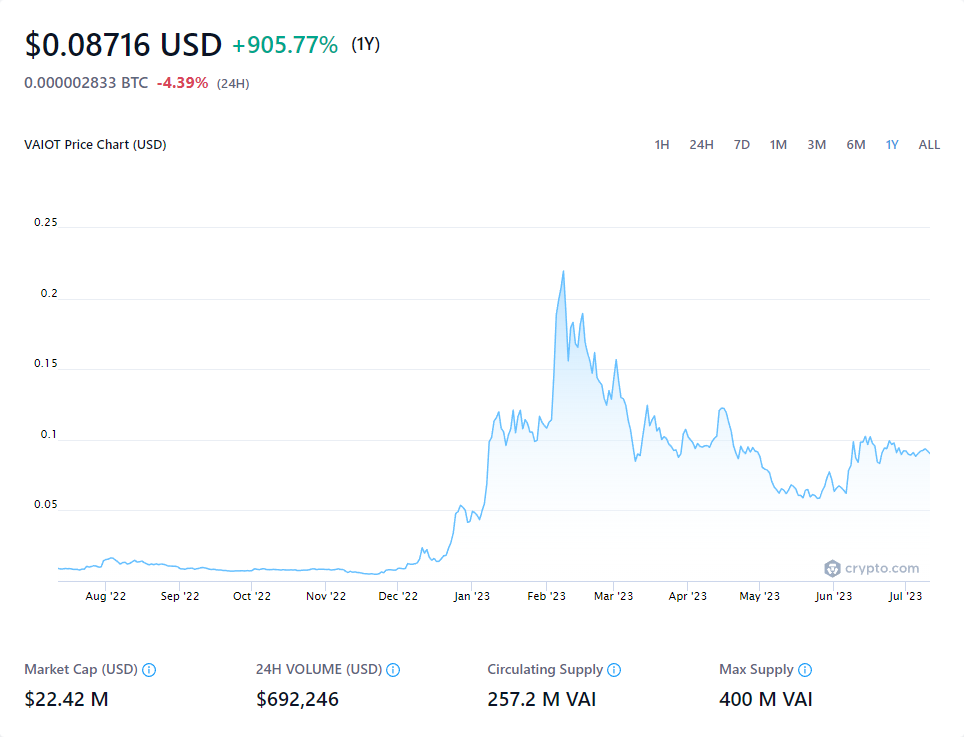 $0.08716 USD +905.77% (1Y)
0.000002833 BTC -4.39% (24H)
VAIOT Price Chart (USD) 1H 24H 7D 1M 3M 6M 1Y ALL
0.25
0.2
0.15
0.1
0.05
crypto.com
Aug '22 Sep '22 Oct '22 Nov '22 Dec '22 Jan '23 Feb '23 Mar '23 Apr '23 May '23 Jun '23 Jul '23
Market Cap (USD) 24H VOLUME (USD) Circulating Supply Max Supply
$22.42 M $692,246 257.2 M VAI 400 M VAI